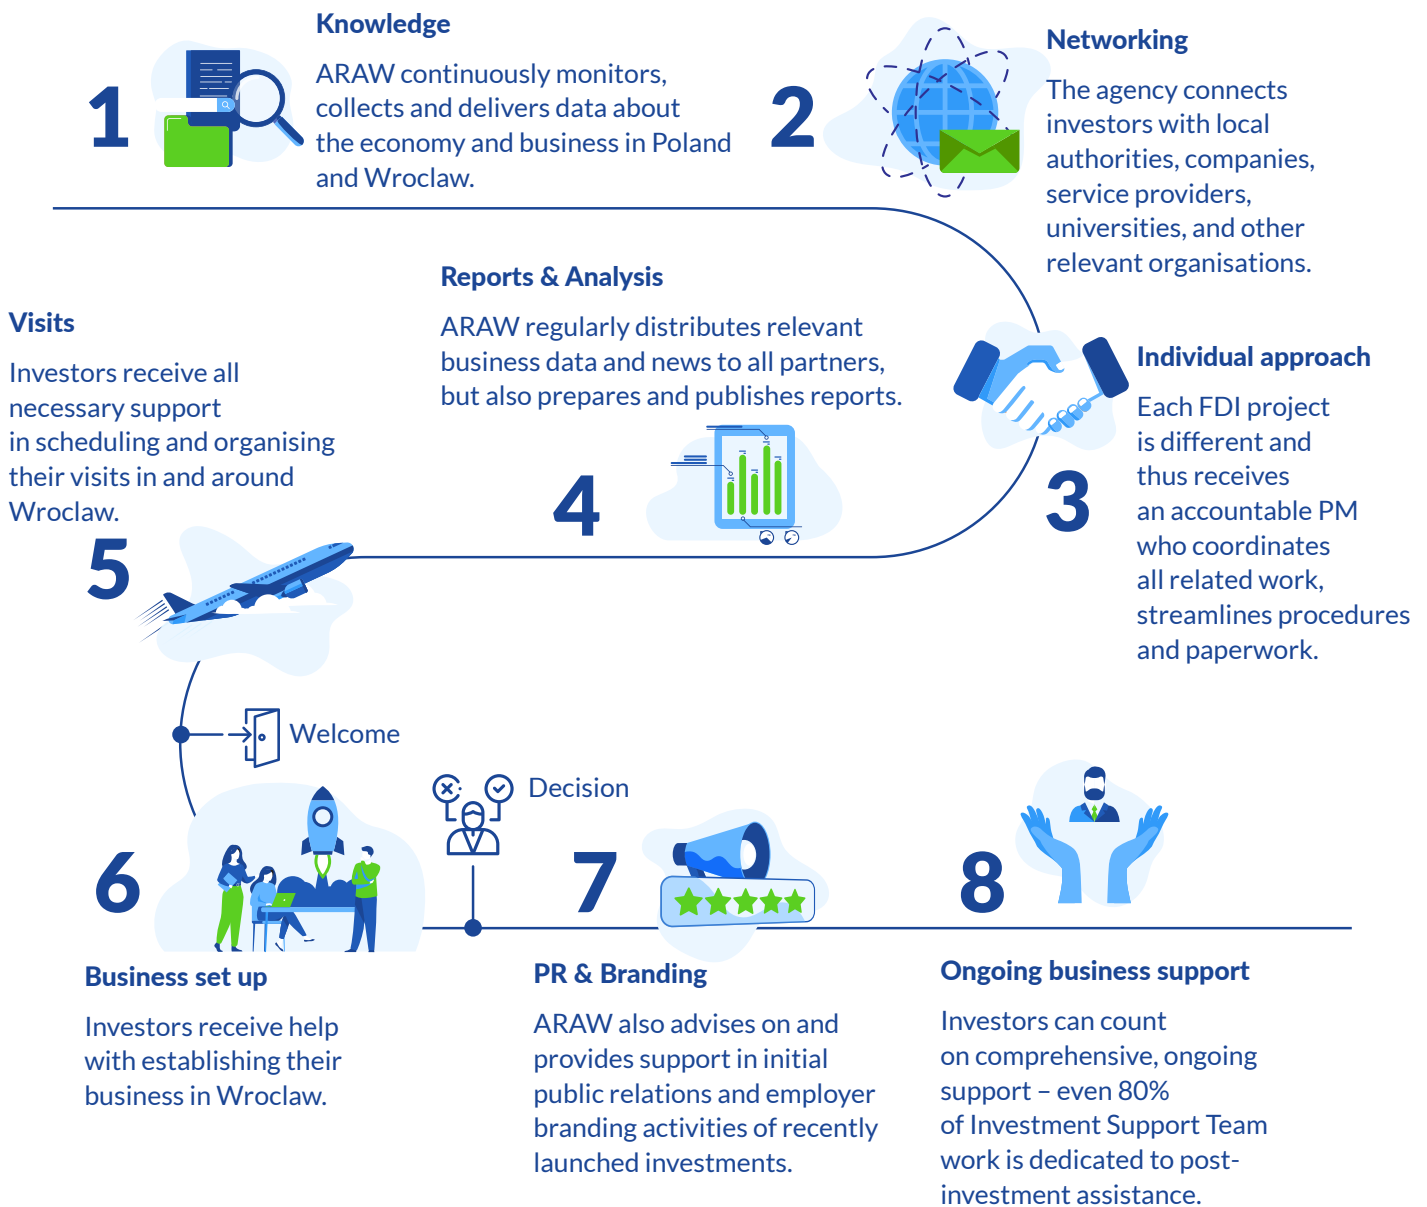 1
Knowledge
ARAW continuously monitors,
collects and delivers data about
the economy and business in Poland
and Wroclaw.
2
Networking
The agency connects
investors with local
authorities, companies,
service providers,
universities, and other
relevant organisations.
Individual approach
Each FDI project
is different and
thus receives
an accountable PM
who coordinates
all related work,
streamlines procedures
and paperwork.
3
Reports & Analysis
ARAW regularly distributes relevant
business data and news to all partners,
but also prepares and publishes reports.
4
Visits
Investors receive all
necessary support
in scheduling and organising
their visits in and around
Wroclaw.
5
Welcome
6
Business set up
Investors receive help
with establishing their
business in Wroclaw.
Decision
7
PR & Branding
ARAW also advises on and
provides support in initial
public relations and employer
branding activities of recently
launched investments.
8
Ongoing business support
Investors can count
on comprehensive, ongoing
support – even 80%
of Investment Support Team
work is dedicated to post-
investment assistance.